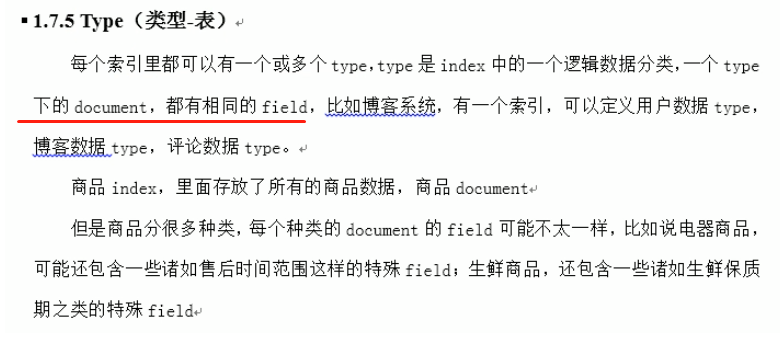 ▪ 1.7.5 Type（类型-表）↵
每个索引里都可以有一个或多个 type,type 是 index 中的一个逻辑数据分类,一个 type
下的 document，都有相同的 field，比如博客系统，有一个索引，可以定义用户数据 type，
博客数据 type，评论数据 type。↵
商品 index，里面存放了所有的商品数据，商品 document↵
但是商品分很多种类,每个种类的 document 的 field 可能不太一样，比如说电器商品，
可能还包含一些诸如售后时间范围这样的特殊 field；生鲜商品，还包含一些诸如生鲜保质
期之类的特殊 field↵